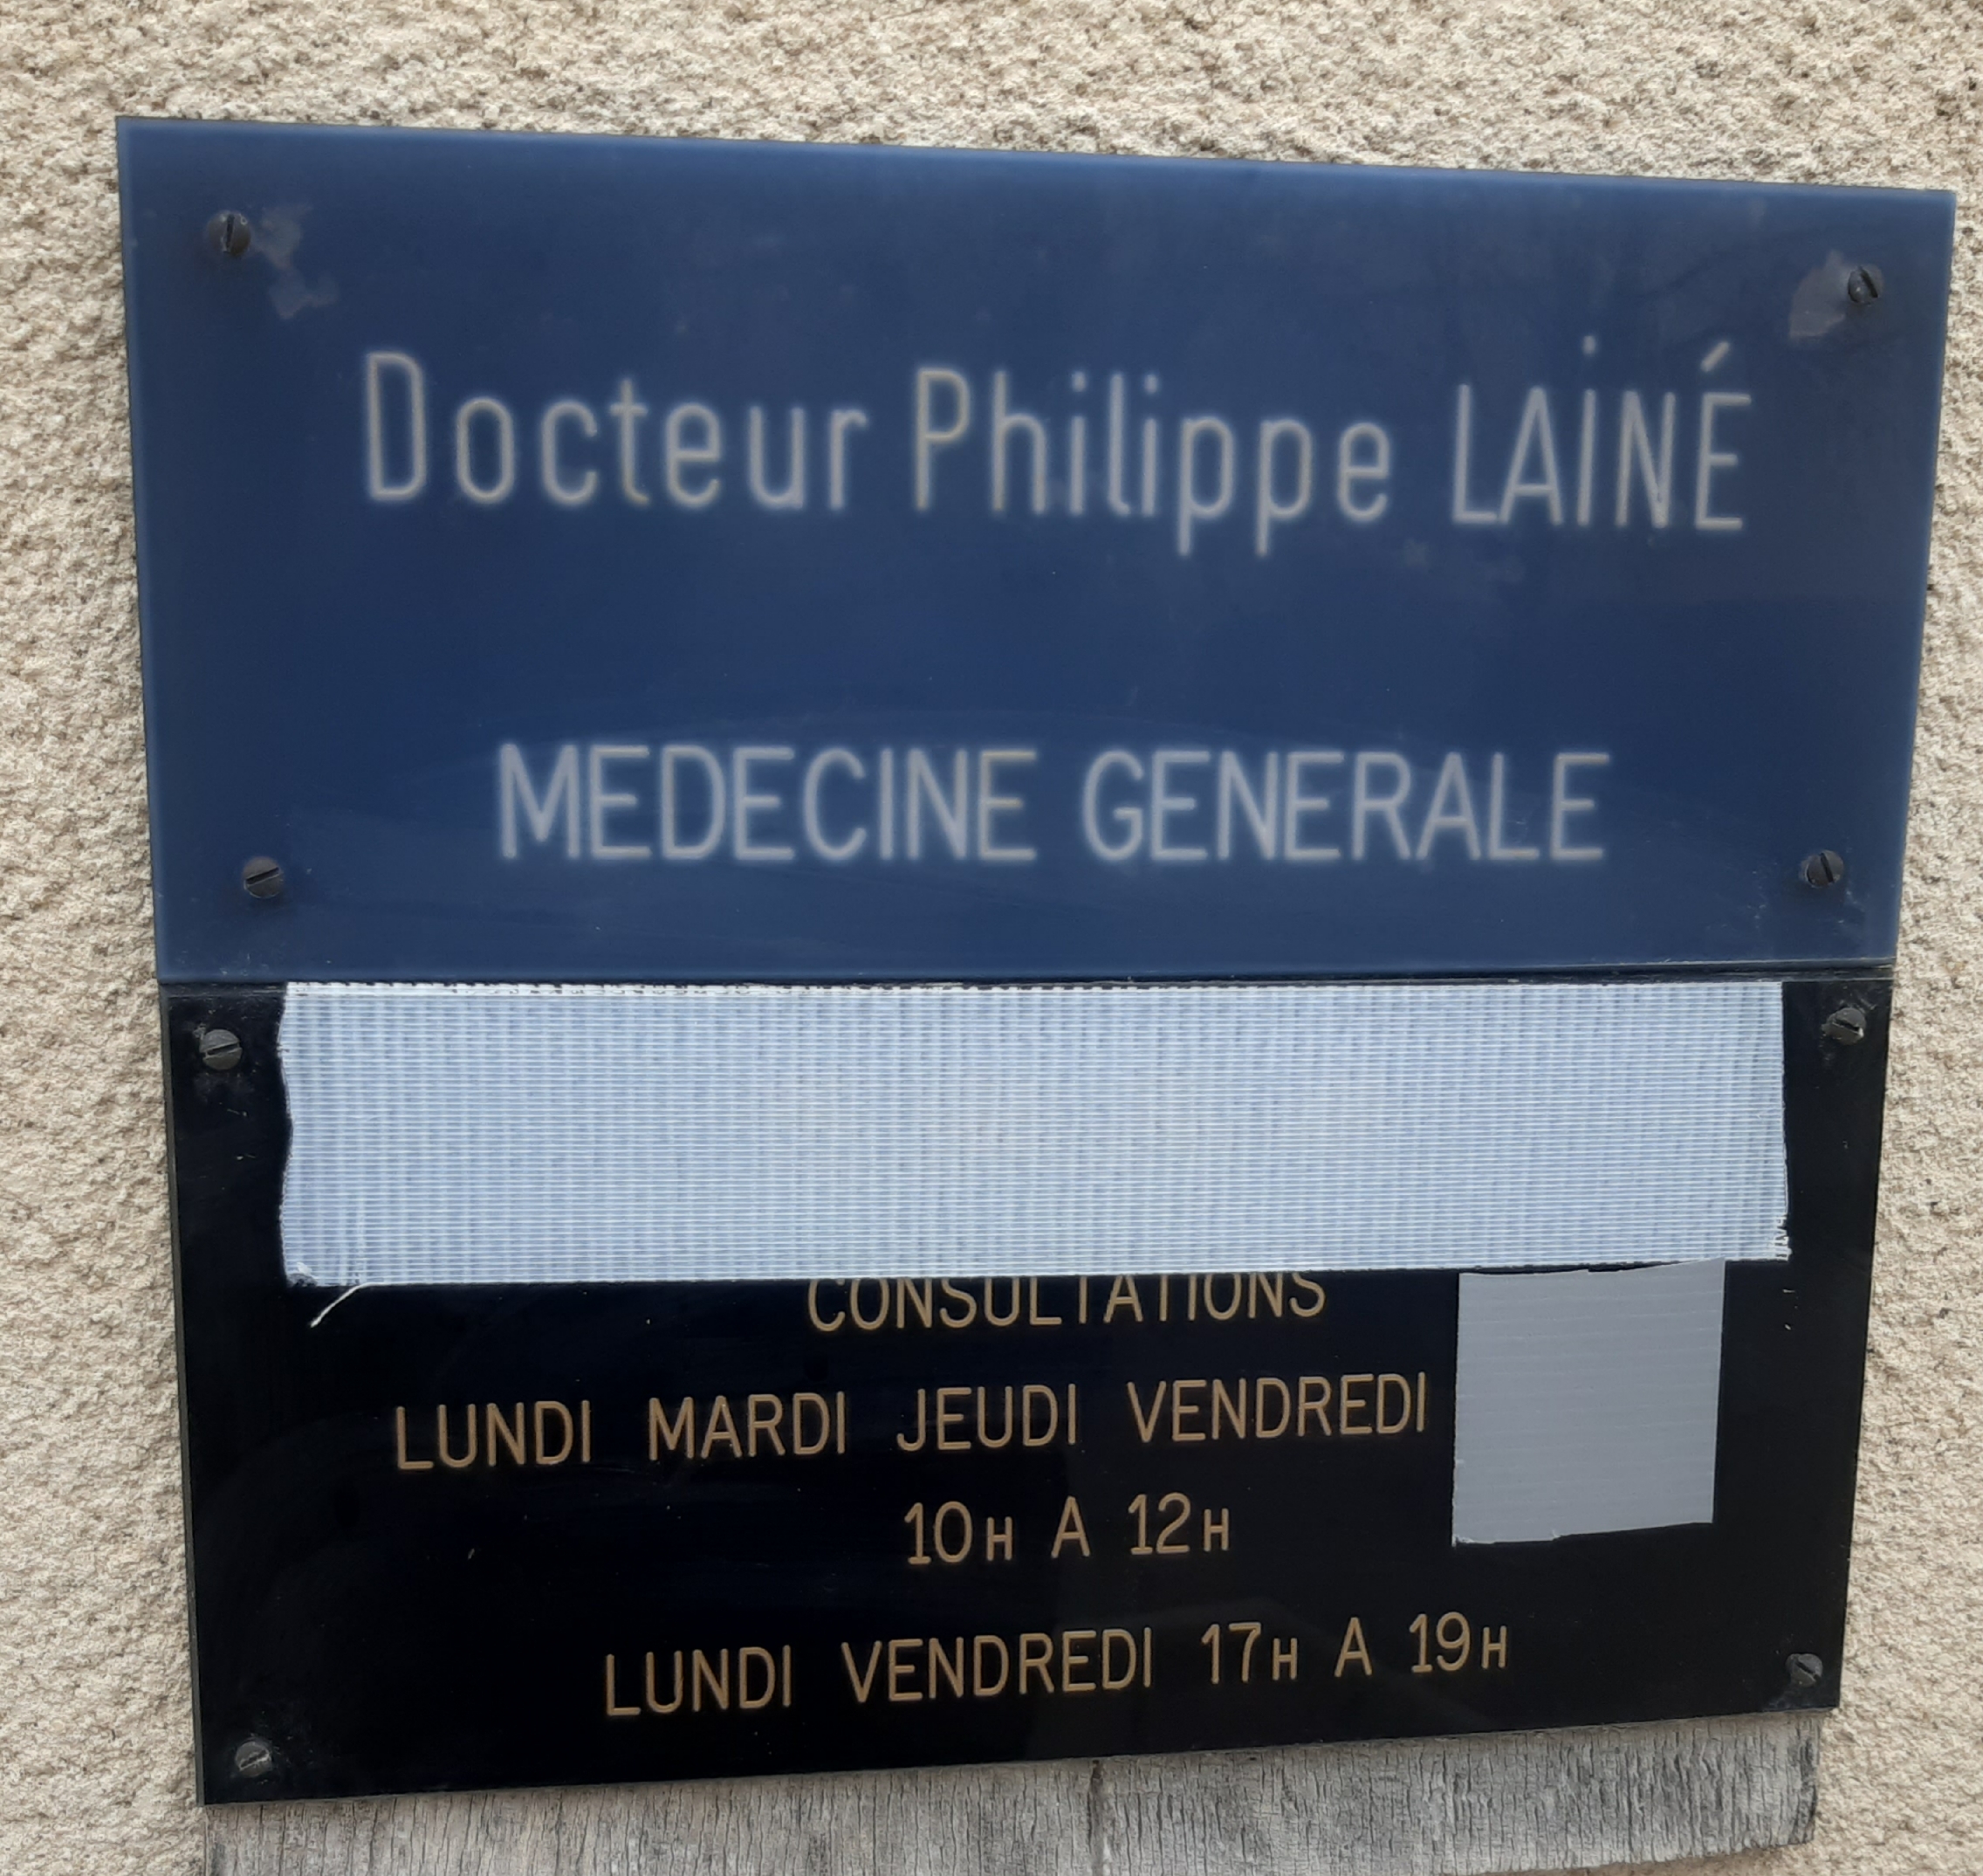 Docteur Philippe LAiNÉ
MEDECINE GENERALE
CONSULTATIONS
LUNDI MARDI JEUDI VENDREDI
10H A 12H
LUNDI VENDREDI 17H A 19H